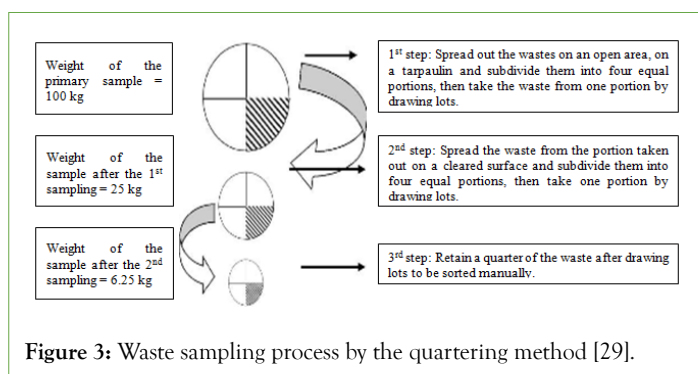 Weight of the
primary sample =
100 kg
1st step: Spread out the wastes on an open area, on
a tarpaulin and subdivide them into four equal
portions, then take the waste from one portion by
drawing lots.
Weight of the
sample after the 1st
sampling = 25 kg
2nd step: Spread the waste from the portion taken
out on a cleared surface and subdivide them into
four equal portions, then take one portion by
drawing lots.
Weight of the
sample after the 2nd
sampling = 6.25 kg
3rd step: Retain a quarter of the waste after drawing
lots to be sorted manually.
Figure 3: Waste sampling process by the quartering method [29].